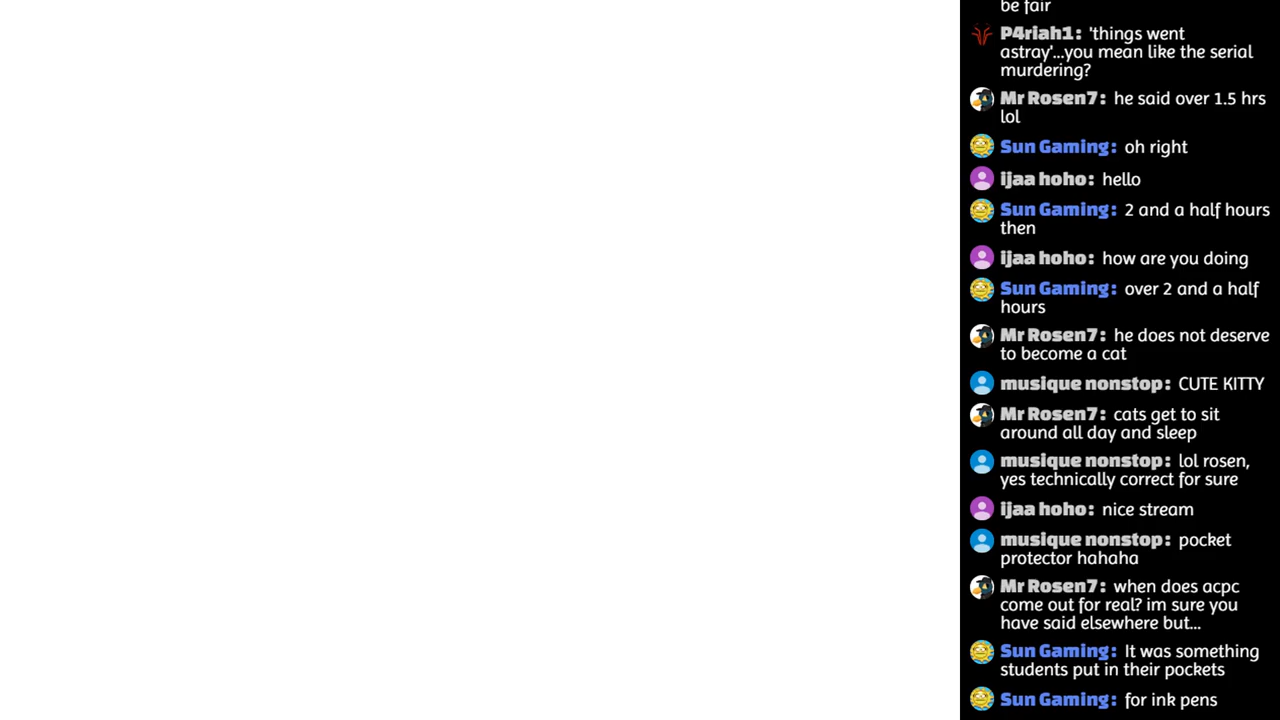 be fair
P4riah1: 'things went
astray'...you mean like the serial
murdering?
Mr Rosen7: he said over 1.5 hrs
lol
Sun Gaming: oh right
ijaa hoho: hello
Sun Gaming: 2 and a half hours
then
ijaa hoho: how are you doing
Sun Gaming: over 2 and a half
hours
Mr Rosen7: he does not deserve
to become a cat
musique nonstop: CUTE KITTY
Mr Rosen7: cats get to sit
around all day and sleep
musique nonstop: lol rosen,
yes technically correct for sure
ijaa hoho: nice stream
musique nonstop: pocket
protector hahaha
Mr Rosen7: when does acpc
come out for real? im sure you
have said elsewhere but...
Sun Gaming: It was something
students put in their pockets
Sun Gaming: for ink pens